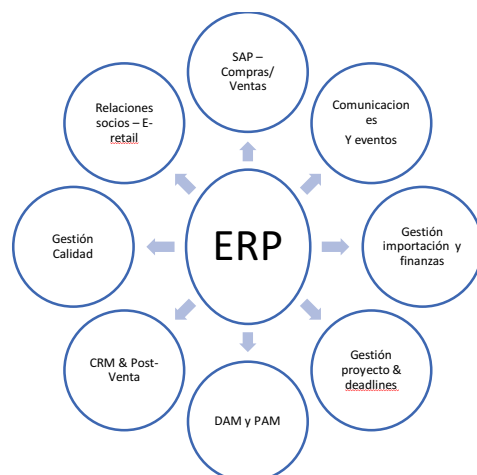 SAP –
Compras/
Ventas
Comunicacion
es
Y eventos
Gestión
importación y
finanzas
Gestión
proyecto &
deadlines
DAM y PAM
CRM & Post-
Venta
Gestión
Calidad
Relaciones
socios – E-
retail
ERP